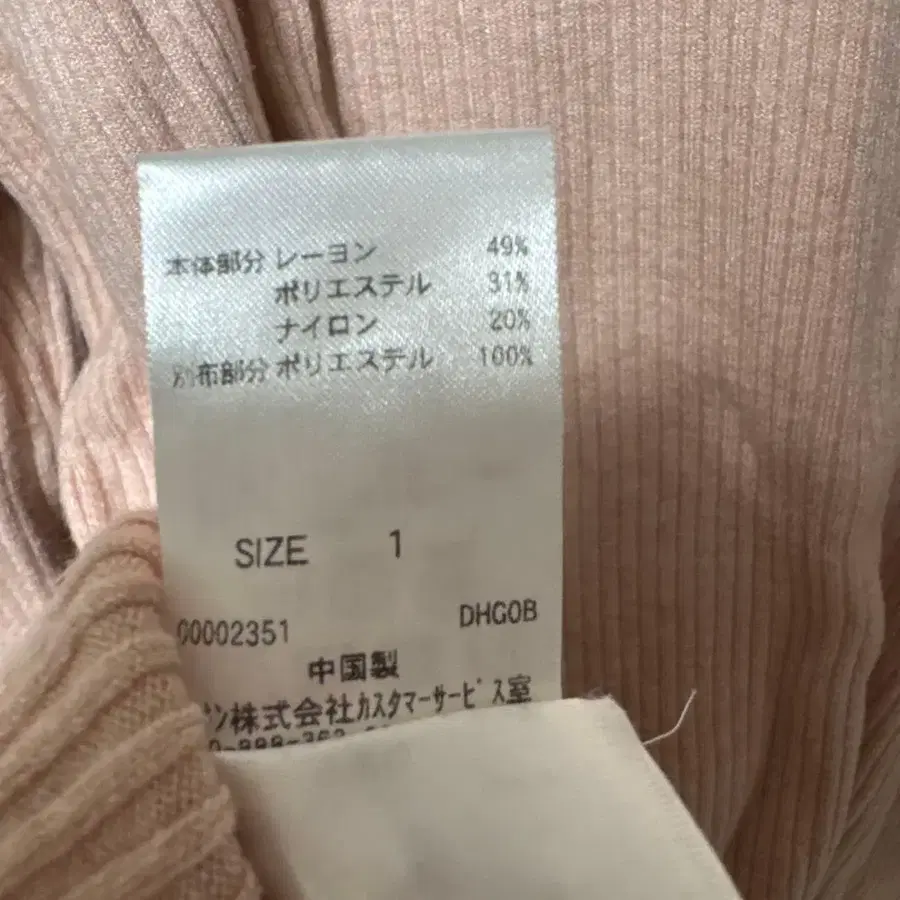 本体部分 レーヨン 49%
ポリエステル 31%
ナイロン 20%
別布部分 ポリエステル 100%
SIZE 1
00002351 DHG0B
中国製
ン株式会社カスタマーサービス室